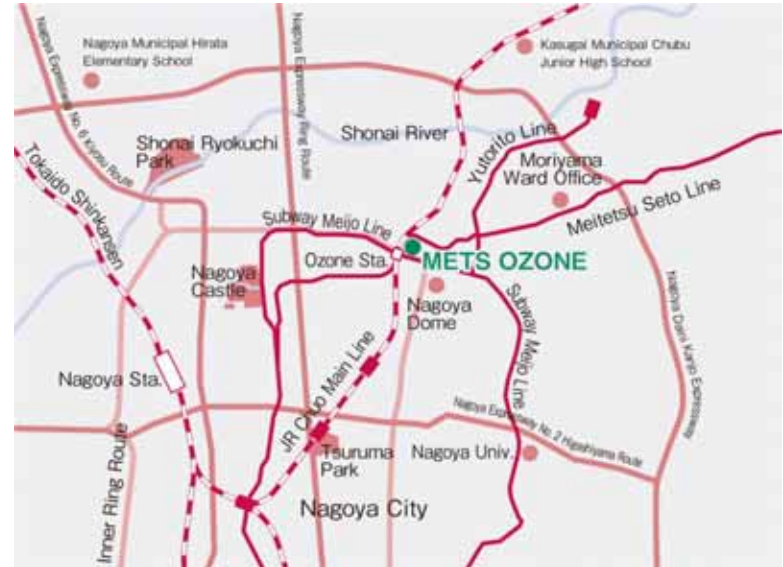 Nagoya Municipal Hirata
Elementary School
Kasugai Municipal Chubu
Junior High School
Nagoya Expressway No. 6 Kiyosu Route
Nagoya Expressway Ring Route
Shonai Ryokuchi
Park
Shonai River
Yutorito Line
Moriyama
Ward Office
Meitetsu Seto Line
Tokaido Shinkansen
Subway Meijo Line
Ozone Sta.
METS OZONE
Nagoya
Castle
Nagoya
Dome
Subway Meijo Line
Nagoya Daini Kanjo Expressway
Nagoya Sta.
JR Chuo Main Line
Nagoya Expressway No. 2 Higashiyama Route
Tsuruma
Park
Nagoya Univ.
Inner Ring Route
Nagoya City